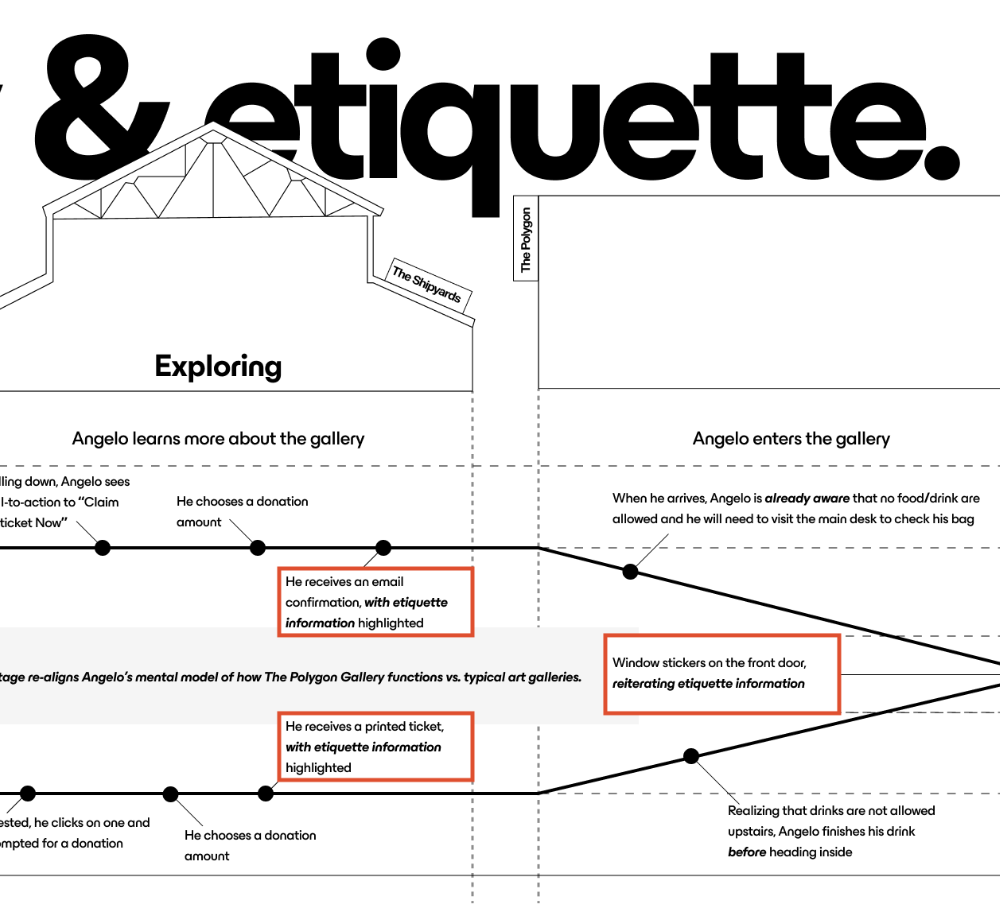 & etiquette.
The Polygon
The Shipyards
Exploring
Angelo learns more about the gallery
Angelo enters the gallery
down, Angelo sees
to "Claim
ticket Now"
He chooses a donation
amount
When he arrives, Angelo is already aware that no food/drink are
allowed and he will need to visit the main desk to check his bag
He receives an email
confirmation, with etiquette
information highlighted
re-aligns Angelo's mental model of how The Polygon Gallery functions vs. typical art galleries.
Window stickers on the front door,
reiterating etiquette information
He receives a printed ticket,
with etiquette information
highlighted
he clicks on one and
for a donation
He chooses a donation
amount
Realizing that drinks are not allowed
upstairs, Angelo finishes his drink
before heading inside